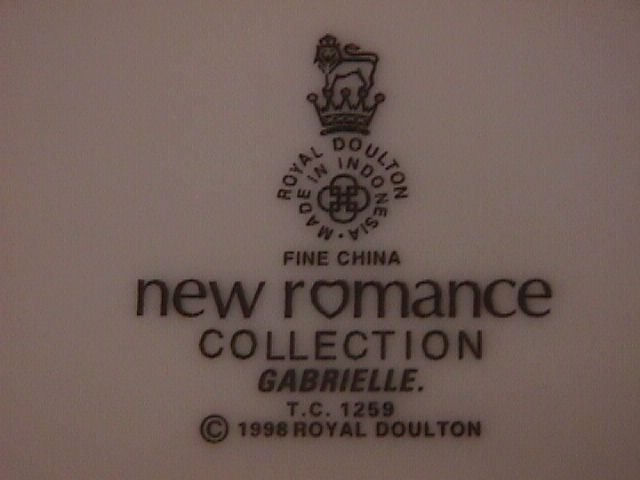 ROYAL DOULTON
MADE IN INDONESIA
FINE CHINA
new romance
COLLECTION
GABRIELLE.
T.C. 1259
© 1998 ROYAL DOULTON